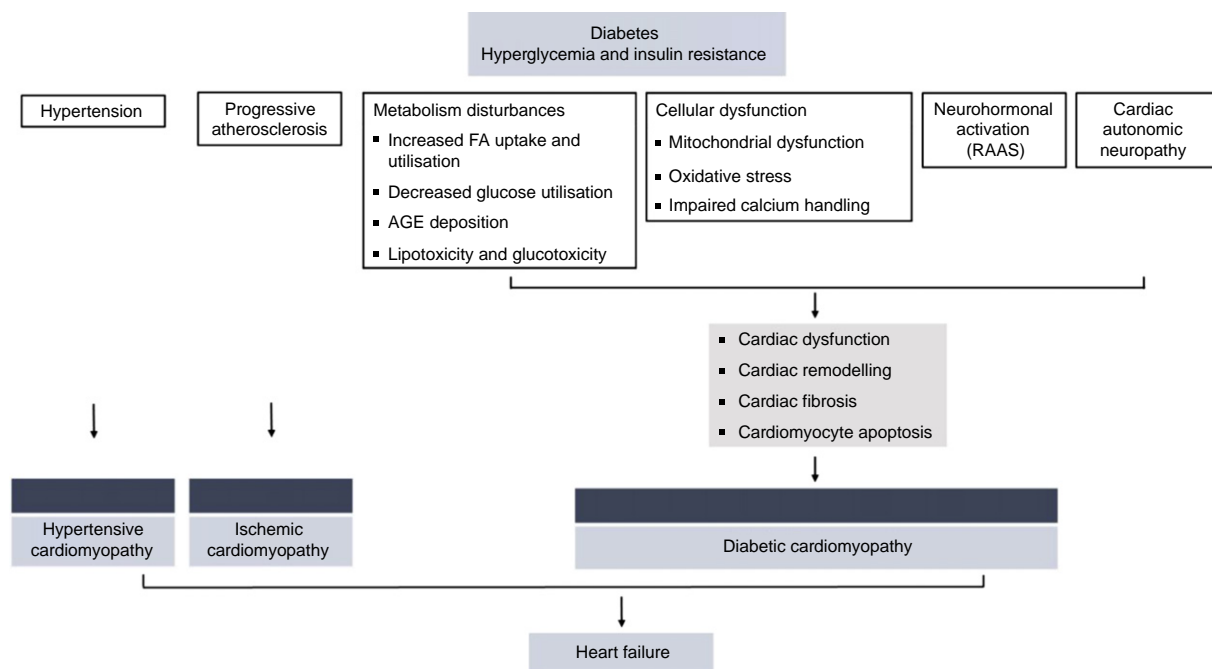 Diabetes
Hyperglycemia and insulin resistance
Hypertension
Progressive
atherosclerosis
Metabolism disturbances
▪ Increased FA uptake and
utilisation
▪ Decreased glucose utilisation
▪ AGE deposition
▪ Lipotoxicity and glucotoxicity
Cellular dysfunction
▪ Mitochondrial dysfunction
▪ Oxidative stress
▪ Impaired calcium handling
Neurohormonal
activation
(RAAS)
Cardiac
autonomic
neuropathy
▪ Cardiac dysfunction
▪ Cardiac remodelling
▪ Cardiac fibrosis
▪ Cardiomyocyte apoptosis
Hypertensive
cardiomyopathy
Ischemic
cardiomyopathy
Diabetic cardiomyopathy
Heart failure